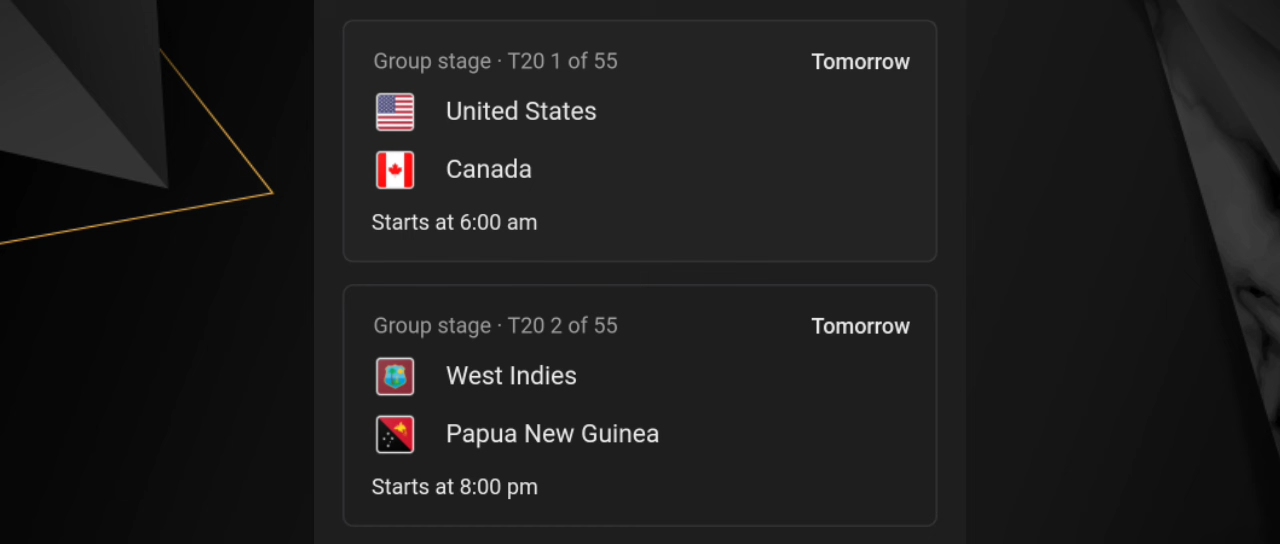 Group stage · T20 1 of 55
Tomorrow
United States
Canada
Starts at 6:00 am
Group stage · T20 2 of 55
Tomorrow
West Indies
Papua New Guinea
Starts at 8:00 pm